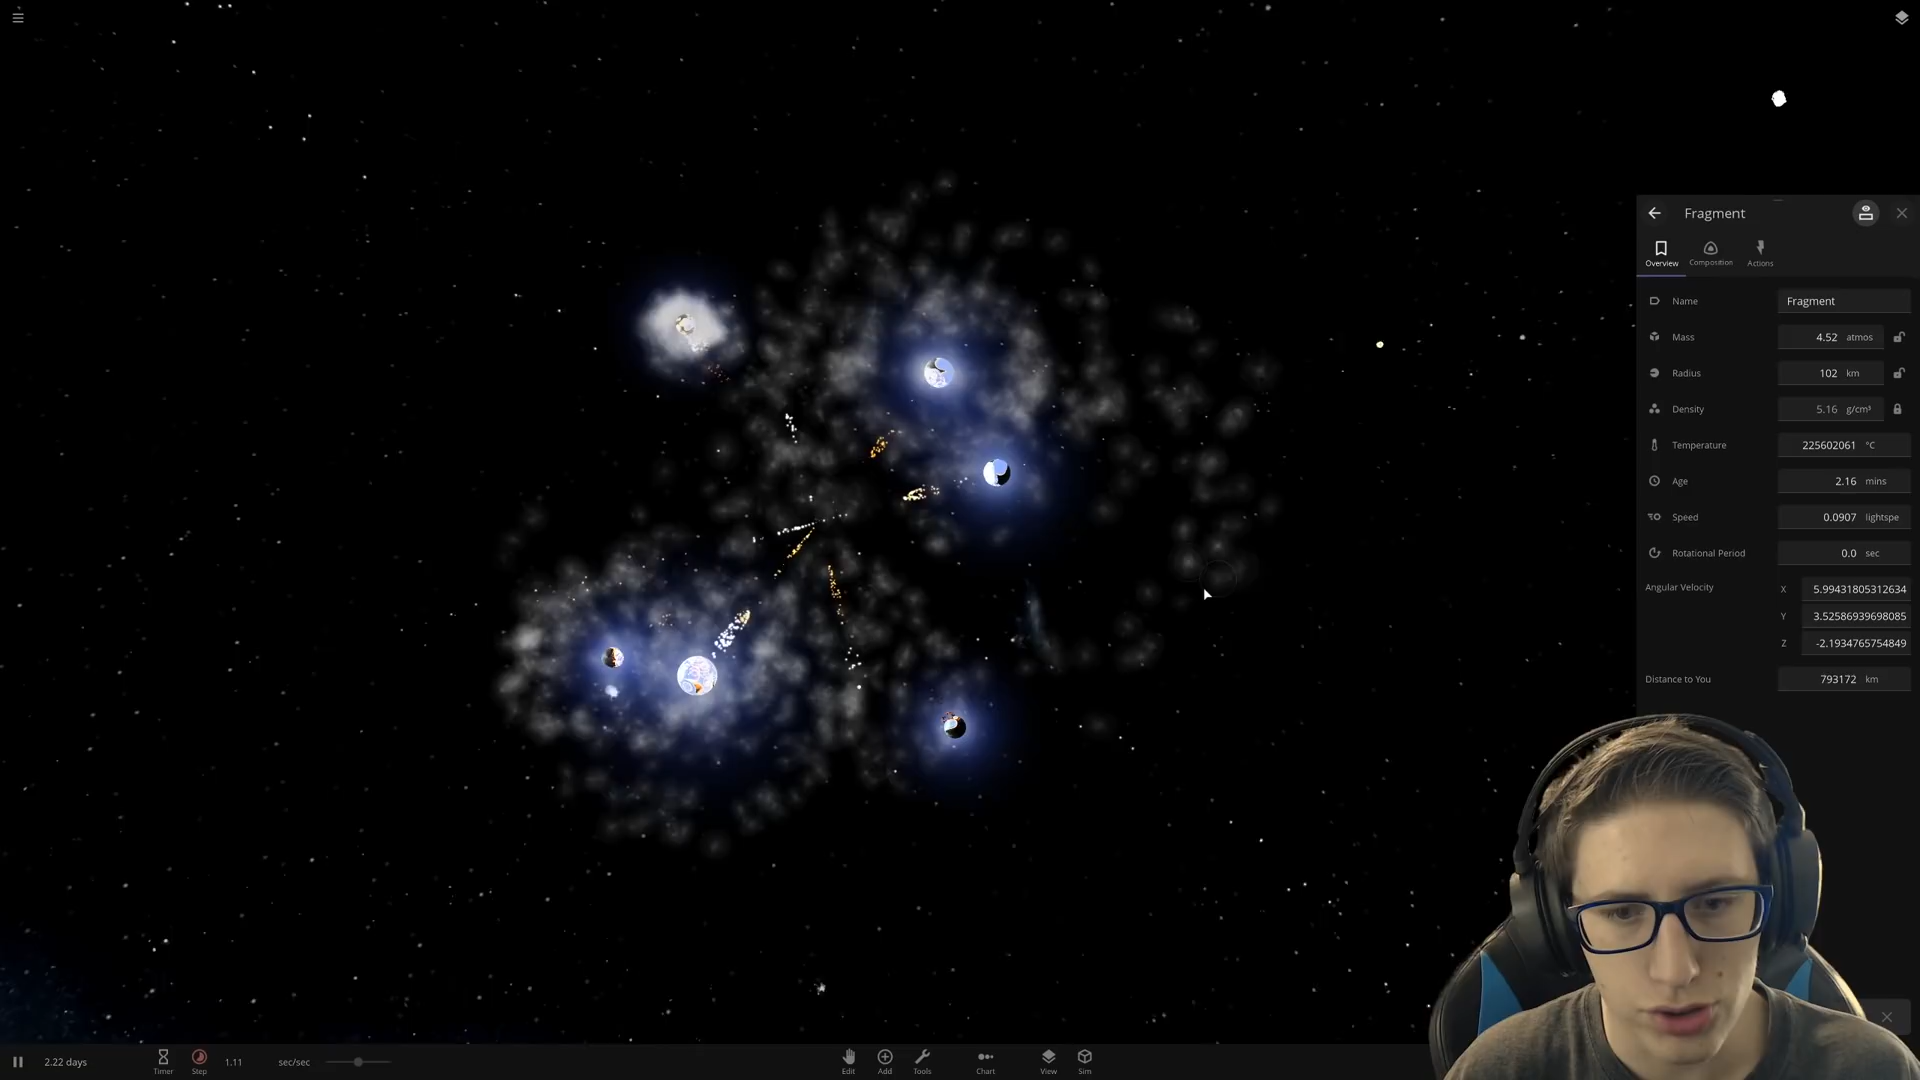 Fragment
Overview
Composition
Actions
Name Fragment
Mass 4.52 atmos
Radius 102 km
Density 5.16 g/cm³
Temperature 225602061 °C
Age 2.16 mins
Speed 0.0907 lightspe
Rotational Period 0.0 sec
Angular Velocity X 5.99431805312634
Y 3.52586939698085
Z -2.1934765754849
Distance to You 793172 km
2.22 days
Timer
Step
1.11 sec/sec
Edit
Add
Tools
Chart
View
Sim